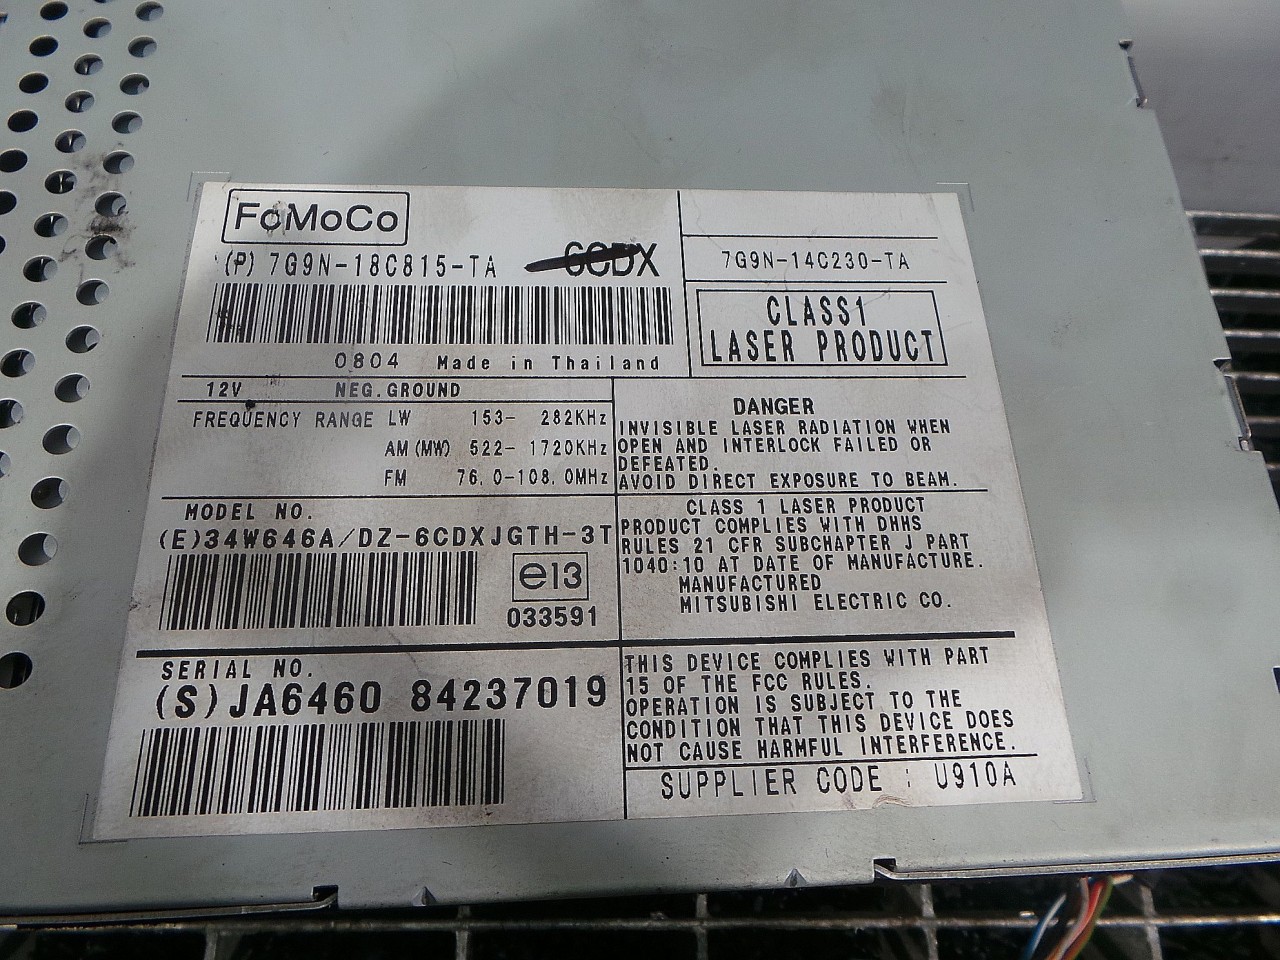 FoMoCo
(P) 7G9N-18C815-TA 6CDX
0804 Made in Thailand
7G9N-14C230-TA
CLASS1
LASER PRODUCT
12V NEG.GROUND
FREQUENCY RANGE LW 153- 282KHz
AM(MW) 522- 1720KHz
FM 76.0-108.0MHz
DANGER
INVISIBLE LASER RADIATION WHEN
OPEN AND INTERLOCK FAILED OR
DEFEATED.
AVOID DIRECT EXPOSURE TO BEAM.
MODEL NO.
(E)34W646A/DZ-6CDXJGTH-3T
e13
033591
CLASS 1 LASER PRODUCT
PRODUCT COMPLIES WITH DHHS
RULES 21 CFR SUBCHAPTER J PART
1040:10 AT DATE OF MANUFACTURE.
MANUFACTURED
MITSUBISHI ELECTRIC CO.
SERIAL NO.
(S)JA6460 84237019
THIS DEVICE COMPLIES WITH PART
15 OF THE FCC RULES.
OPERATION IS SUBJECT TO THE
CONDITION THAT THIS DEVICE DOES
NOT CAUSE HARMFUL INTERFERENCE.
SUPPLIER CODE : U910A